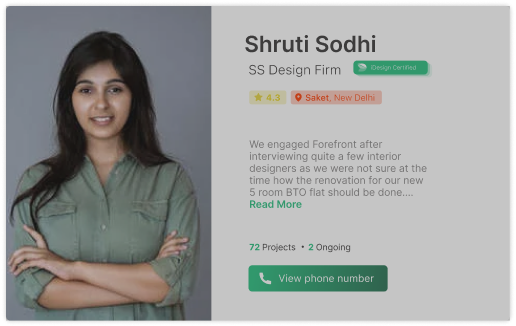 Shruti Sodhi
SS Design Firm
iDesign Certified
4.3
Saket, New Delhi
We engaged Forefront after
interviewing quite a few interior
designers as we were not sure at the
time how the renovation for our new
5 room BTO flat should be done....
Read More
72 Projects • 2 Ongoing
View phone number